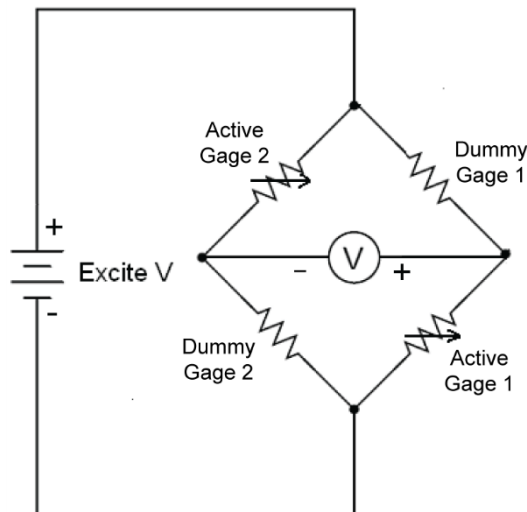 Active
Gage 2
Dummy
Gage 1
+
Excite V
-
- V +
Dummy
Gage 2
Active
Gage 1